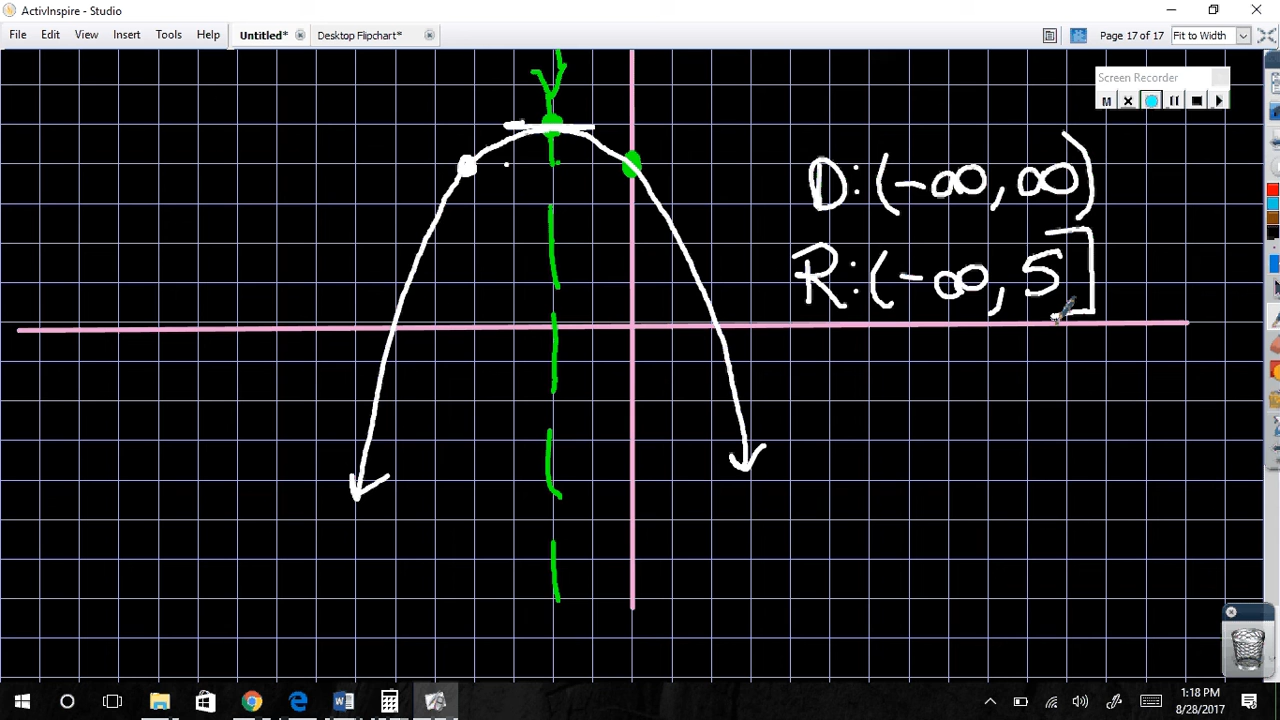 ActivInspire - Studio
File Edit View Insert Tools Help Untitled* Desktop Flipchart* Page 17 of 17 Fit to Width
Screen Recorder
M
D: (-∞, ∞)
R: (-∞, 5]
1:18 PM
8/28/2017